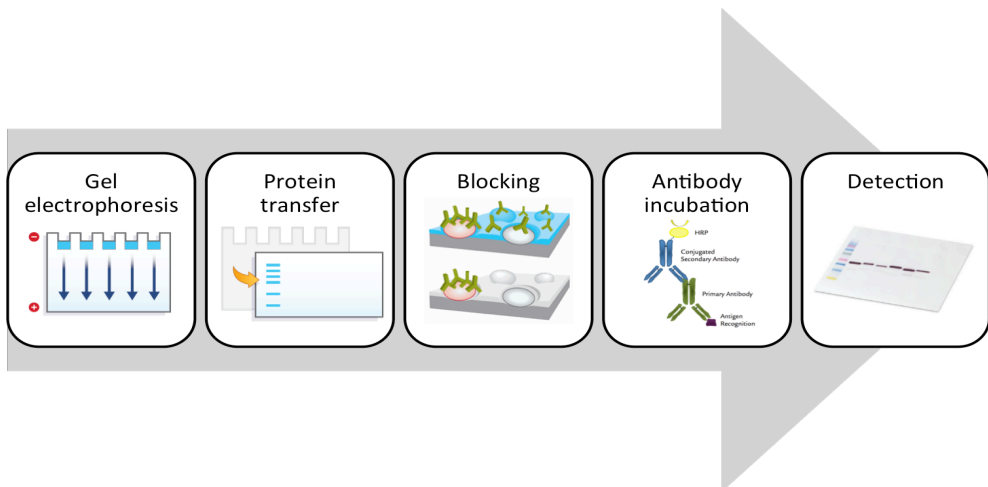 Gel
electrophoresis
Protein
transfer
Blocking
Antibody
incubation
Detection
−
+
HRP
Conjugated
Secondary Antibody
Primary Antibody
Antigen
Recognition